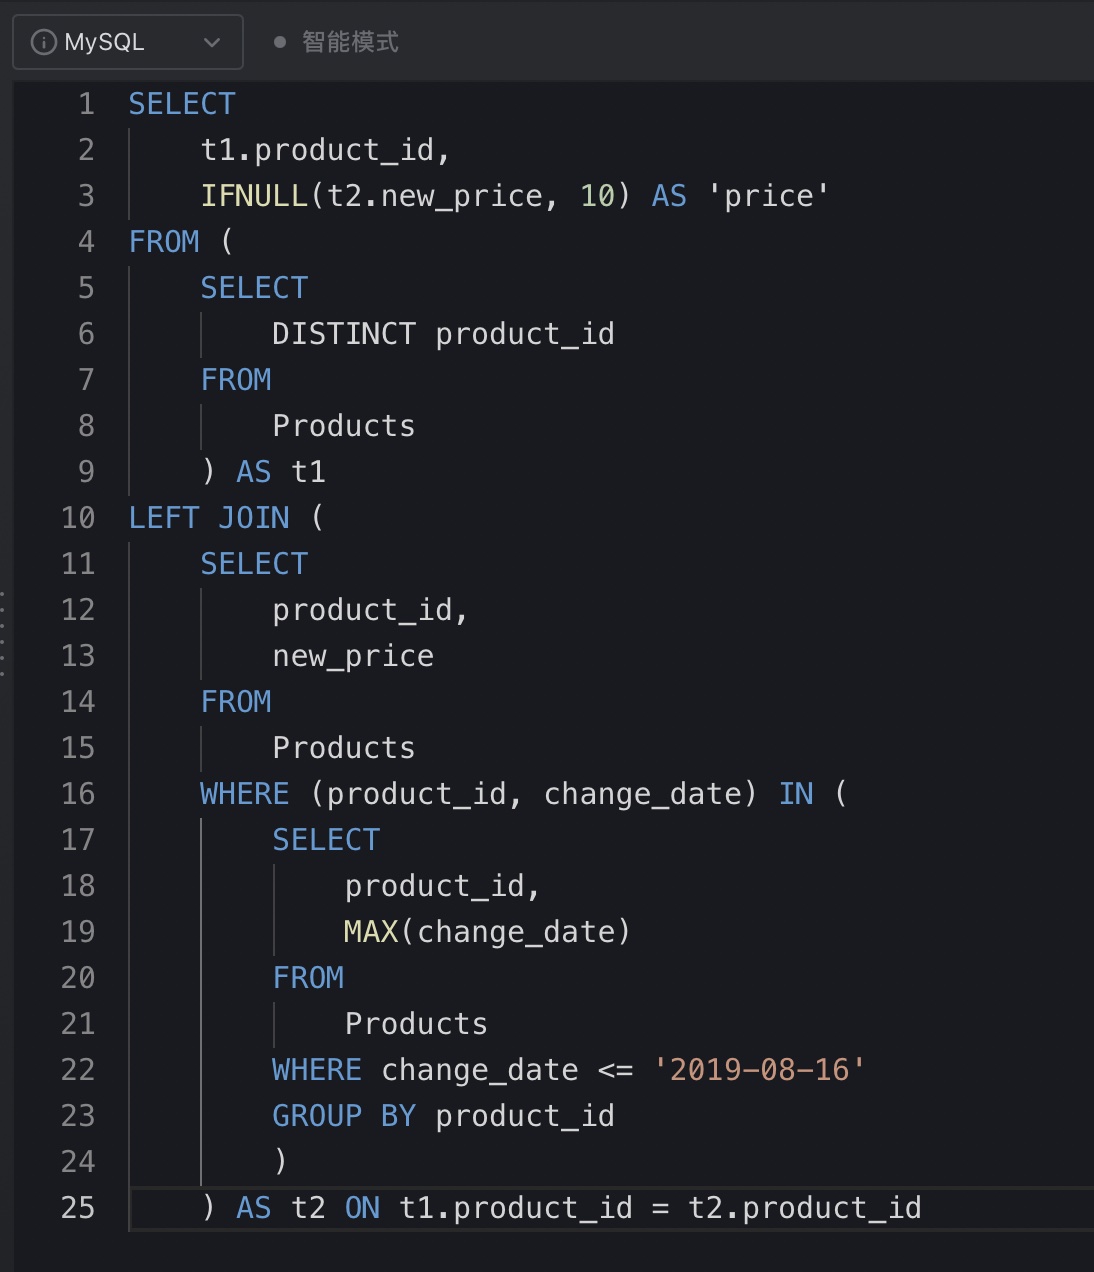 MySQL 智能模式
1 SELECT
2 t1.product_id,
3 IFNULL(t2.new_price, 10) AS 'price'
4 FROM (
5 SELECT
6 DISTINCT product_id
7 FROM
8 Products
9 ) AS t1
10 LEFT JOIN (
11 SELECT
12 product_id,
13 new_price
14 FROM
15 Products
16 WHERE (product_id, change_date) IN (
17 SELECT
18 product_id,
19 MAX(change_date)
20 FROM
21 Products
22 WHERE change_date <= '2019-08-16'
23 GROUP BY product_id
24 )
25 ) AS t2 ON t1.product_id = t2.product_id